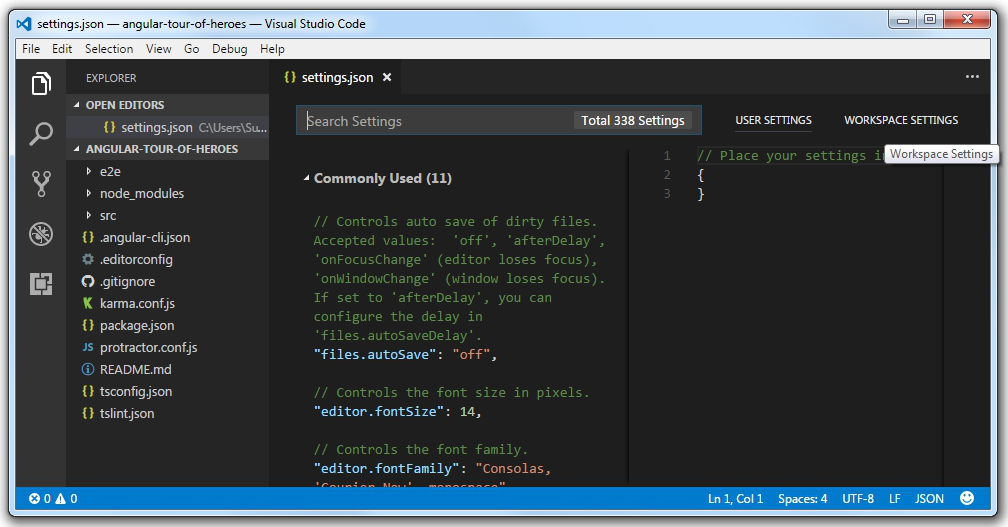 settings.json — angular-tour-of-heroes — Visual Studio Code
File Edit Selection View Go Debug Help
EXPLORER
OPEN EDITORS
{} settings.json C:\Users\Su...
ANGULAR-TOUR-OF-HEROES
e2e
node_modules
src
{} .angular-cli.json
.editorconfig
.gitignore
karma.conf.js
{} package.json
JS protractor.conf.js
README.md
{} tsconfig.json
{} tslint.json
{} settings.json
Search Settings Total 338 Settings
USER SETTINGS WORKSPACE SETTINGS
Workspace Settings
Commonly Used (11)
// Controls auto save of dirty files.
Accepted values:  'off', 'afterDelay',
'onFocusChange' (editor loses focus),
'onWindowChange' (window loses focus).
If set to 'afterDelay', you can
configure the delay in
'files.autoSaveDelay'.
"files.autoSave": "off",
// Controls the font size in pixels.
"editor.fontSize": 14,
// Controls the font family.
"editor.fontFamily": "Consolas,
'Courier New', monospace"
1 // Place your settings i
2 {
3 }
0 0
Ln 1, Col 1 Spaces: 4 UTF-8 LF JSON